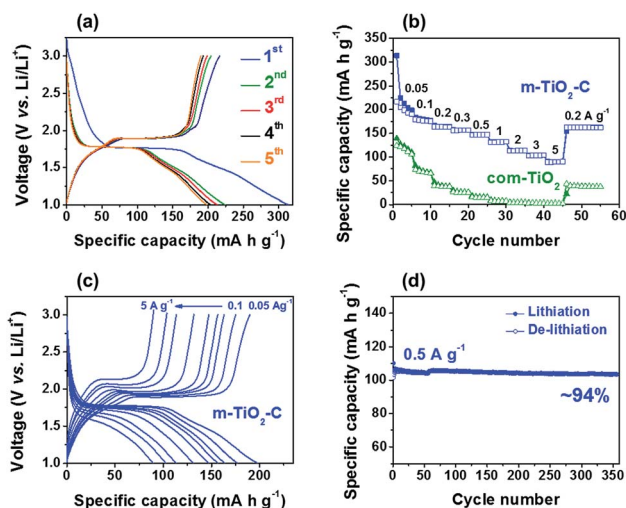 (a)
1st
2nd
3rd
4th
5th
Voltage (V vs. Li/Li+)
3.0
2.5
2.0
1.5
1.0
0 50 100 150 200 250 300
Specific capacity (mA h g-1)
(b)
m-TiO2-C
0.05
0.1 0.2 0.3 0.5 1 2 3 5 0.2 A g-1
com-TiO2
Specific capacity (mA h g-1)
400
350
300
250
200
150
100
50
0
0 10 20 30 40 50 60
Cycle number
(c)
5 A g-1 0.1 0.05 Ag-1
m-TiO2-C
Voltage (V vs. Li/Li+)
3.0
2.5
2.0
1.5
1.0
0 50 100 150 200
Specific capacity (mA h g-1)
(d)
Lithiation
De-lithiation
0.5 A g-1
~94%
Specific capacity (mA h g-1)
140
120
100
80
60
0 50 100 150 200 250 300 350
Cycle number